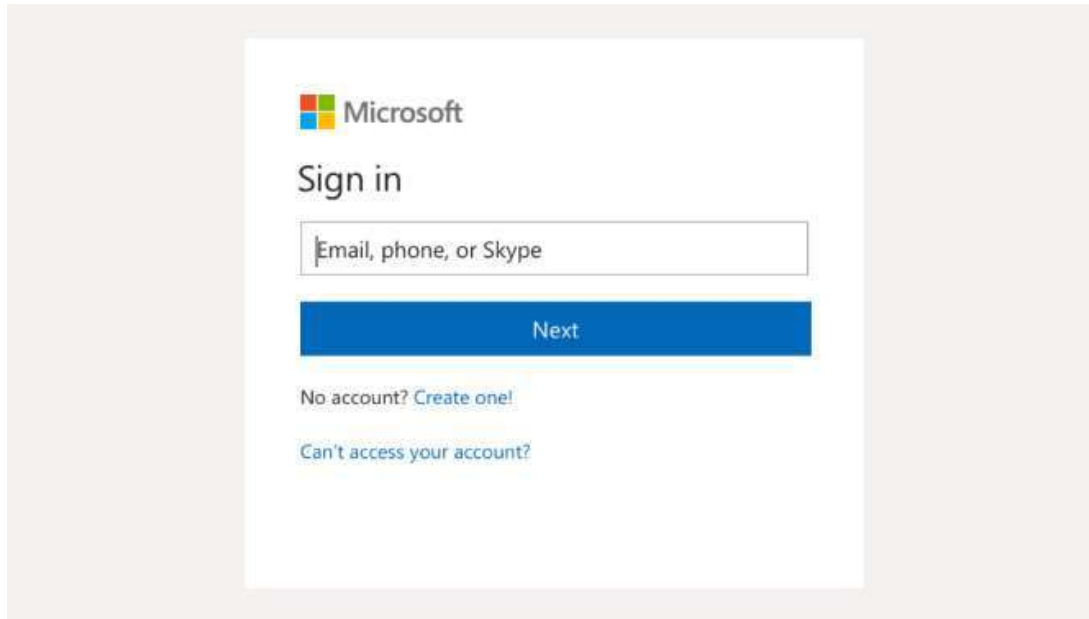 Microsoft
Sign in
Email, phone, or Skype
Next
No account? Create one!
Can't access your account?